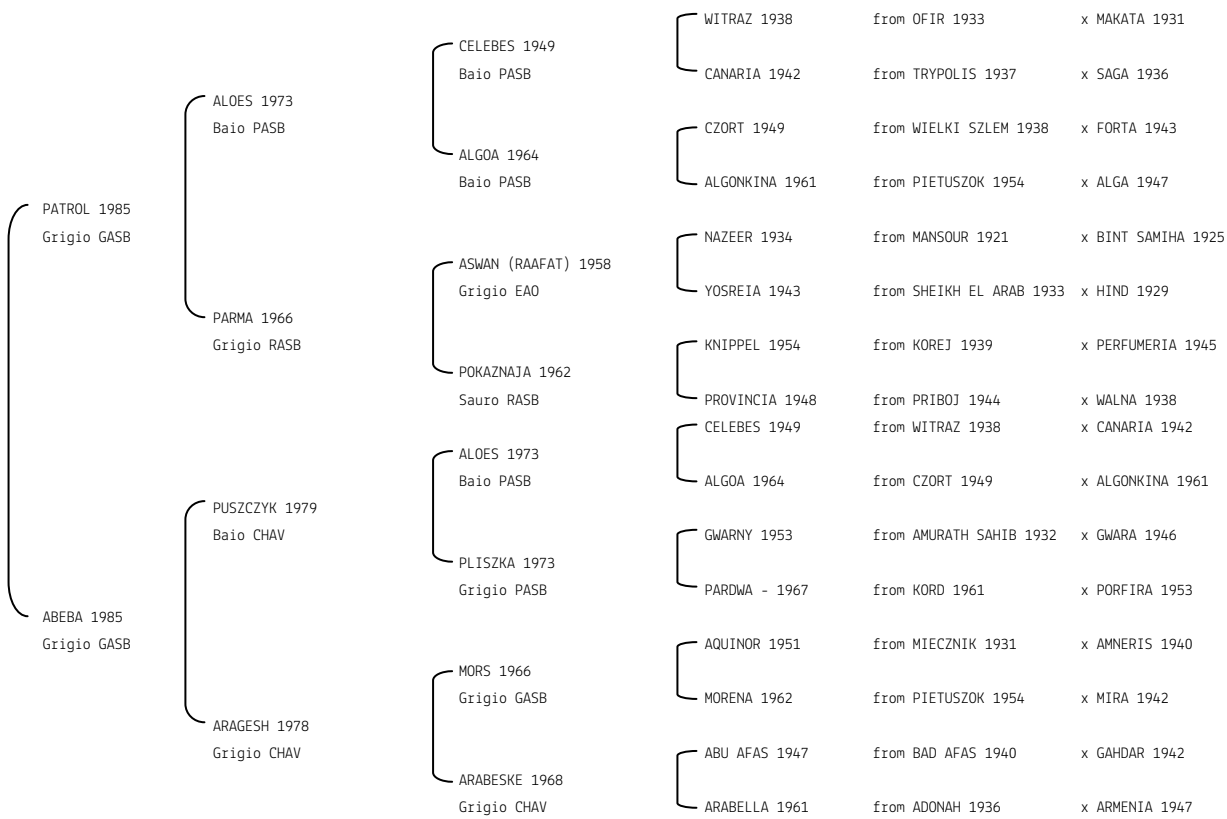 WITRAZ 1938 from OFIR 1933 x MAKATA 1931
CELEBES 1949
Baio PASB
CANARIA 1942 from TRYPOLIS 1937 x SAGA 1936
ALOES 1973
Baio PASB
CZORT 1949 from WIELKI SZLEM 1938 x FORTA 1943
ALGOA 1964
Baio PASB
ALGONKINA 1961 from PIETUSZOK 1954 x ALGA 1947
PATROL 1985
Grigio GASB
NAZEER 1934 from MANSOUR 1921 x BINT SAMIHA 1925
ASWAN (RAAFAT) 1958
Grigio EAO
YOSREIA 1943 from SHEIKH EL ARAB 1933 x HIND 1929
PARMA 1966
Grigio RASB
KNIPPEL 1954 from KOREJ 1939 x PERFUMERIA 1945
POKAZNAJA 1962
Sauro RASB
PROVINCIA 1948 from PRIBOJ 1944 x WALNA 1938
CELEBES 1949 from WITRAZ 1938 x CANARIA 1942
ALOES 1973
Baio PASB
ALGOA 1964 from CZORT 1949 x ALGONKINA 1961
PUSZCZYK 1979
Baio CHAV
GWARNY 1953 from AMURATH SAHIB 1932 x GWARA 1946
PLISZKA 1973
Grigio PASB
PARDWA - 1967 from KORD 1961 x PORFIRA 1953
ABEBA 1985
Grigio GASB
AQUINOR 1951 from MIECZNIK 1931 x AMNERIS 1940
MORS 1966
Grigio GASB
MORENA 1962 from PIETUSZOK 1954 x MIRA 1942
ARAGESH 1978
Grigio CHAV
ABU AFAS 1947 from BAD AFAS 1940 x GAHDAR 1942
ARABESKE 1968
Grigio CHAV
ARABELLA 1961 from ADONAH 1936 x ARMENIA 1947